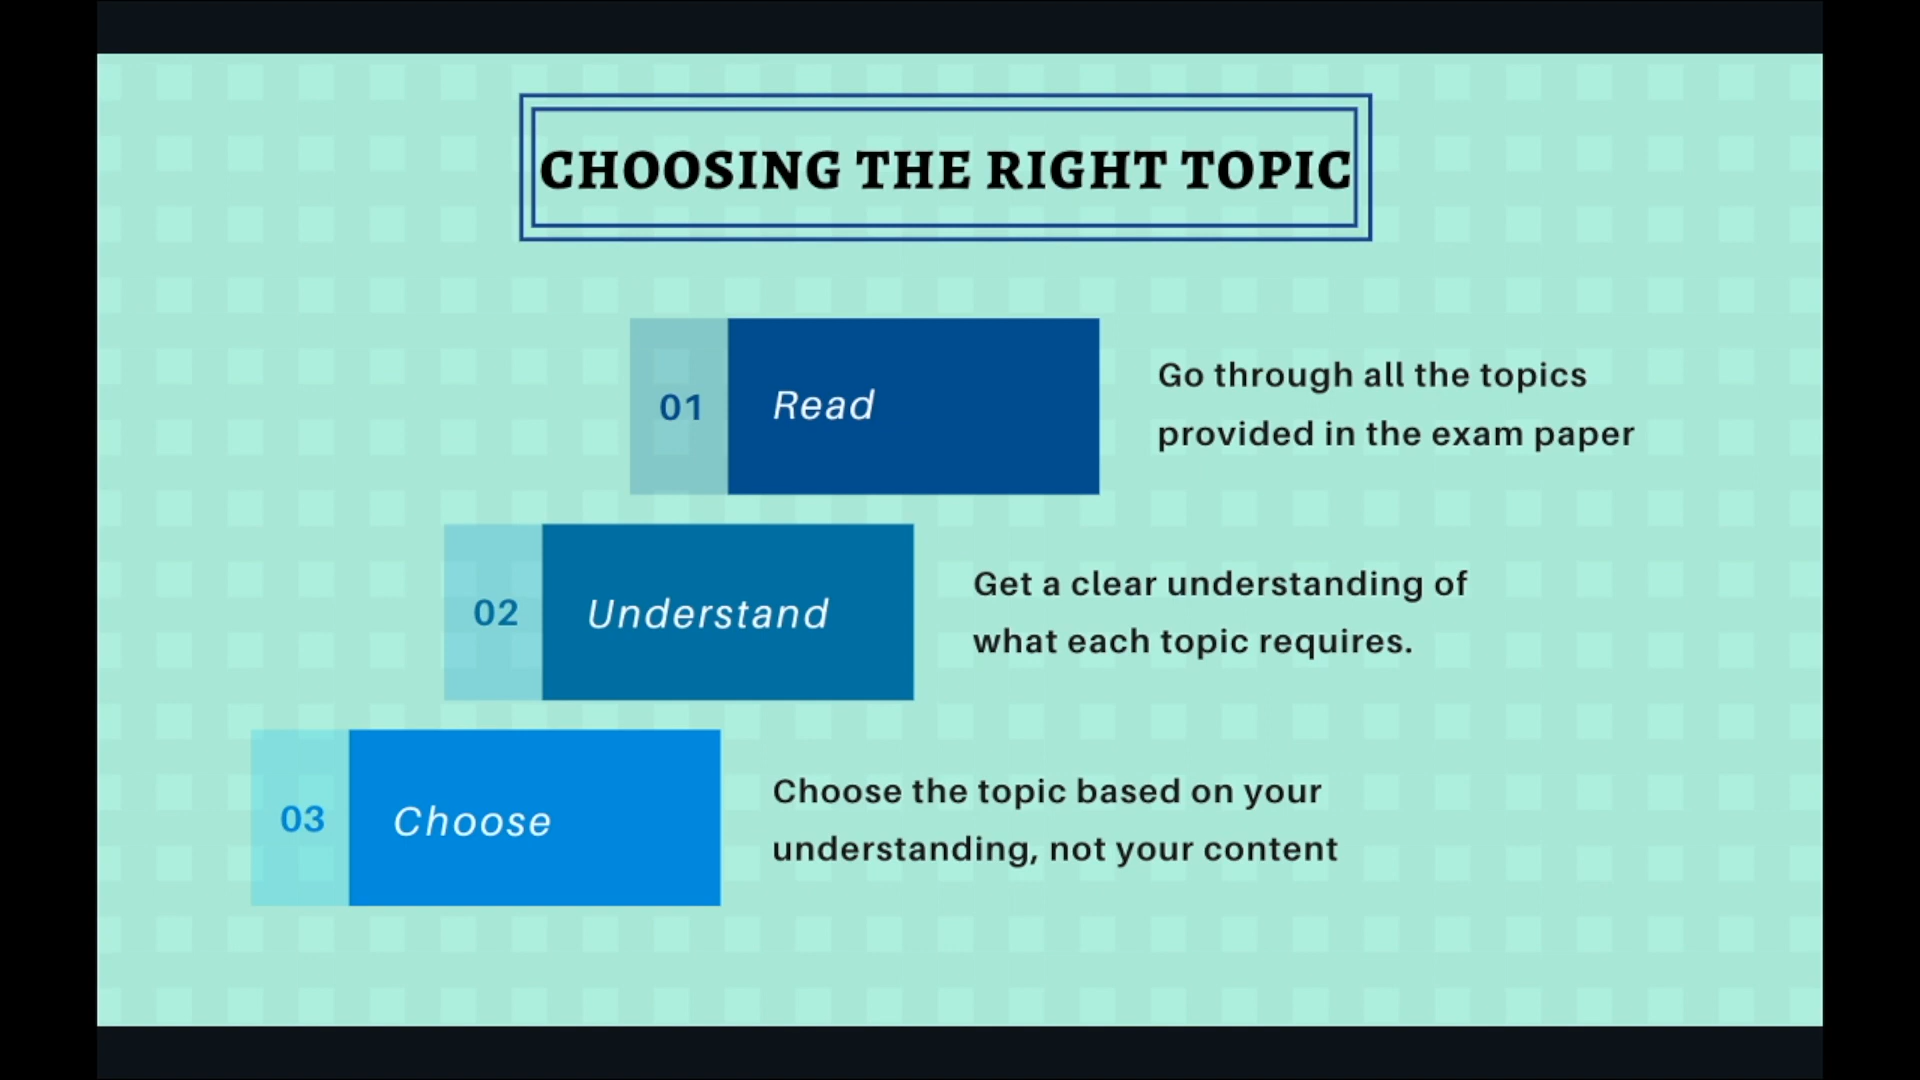 CHOOSING THE RIGHT TOPIC
01
Read
Go through all the topics
provided in the exam paper
02
Understand
Get a clear understanding of
what each topic requires.
03
Choose
Choose the topic based on your
understanding, not your content